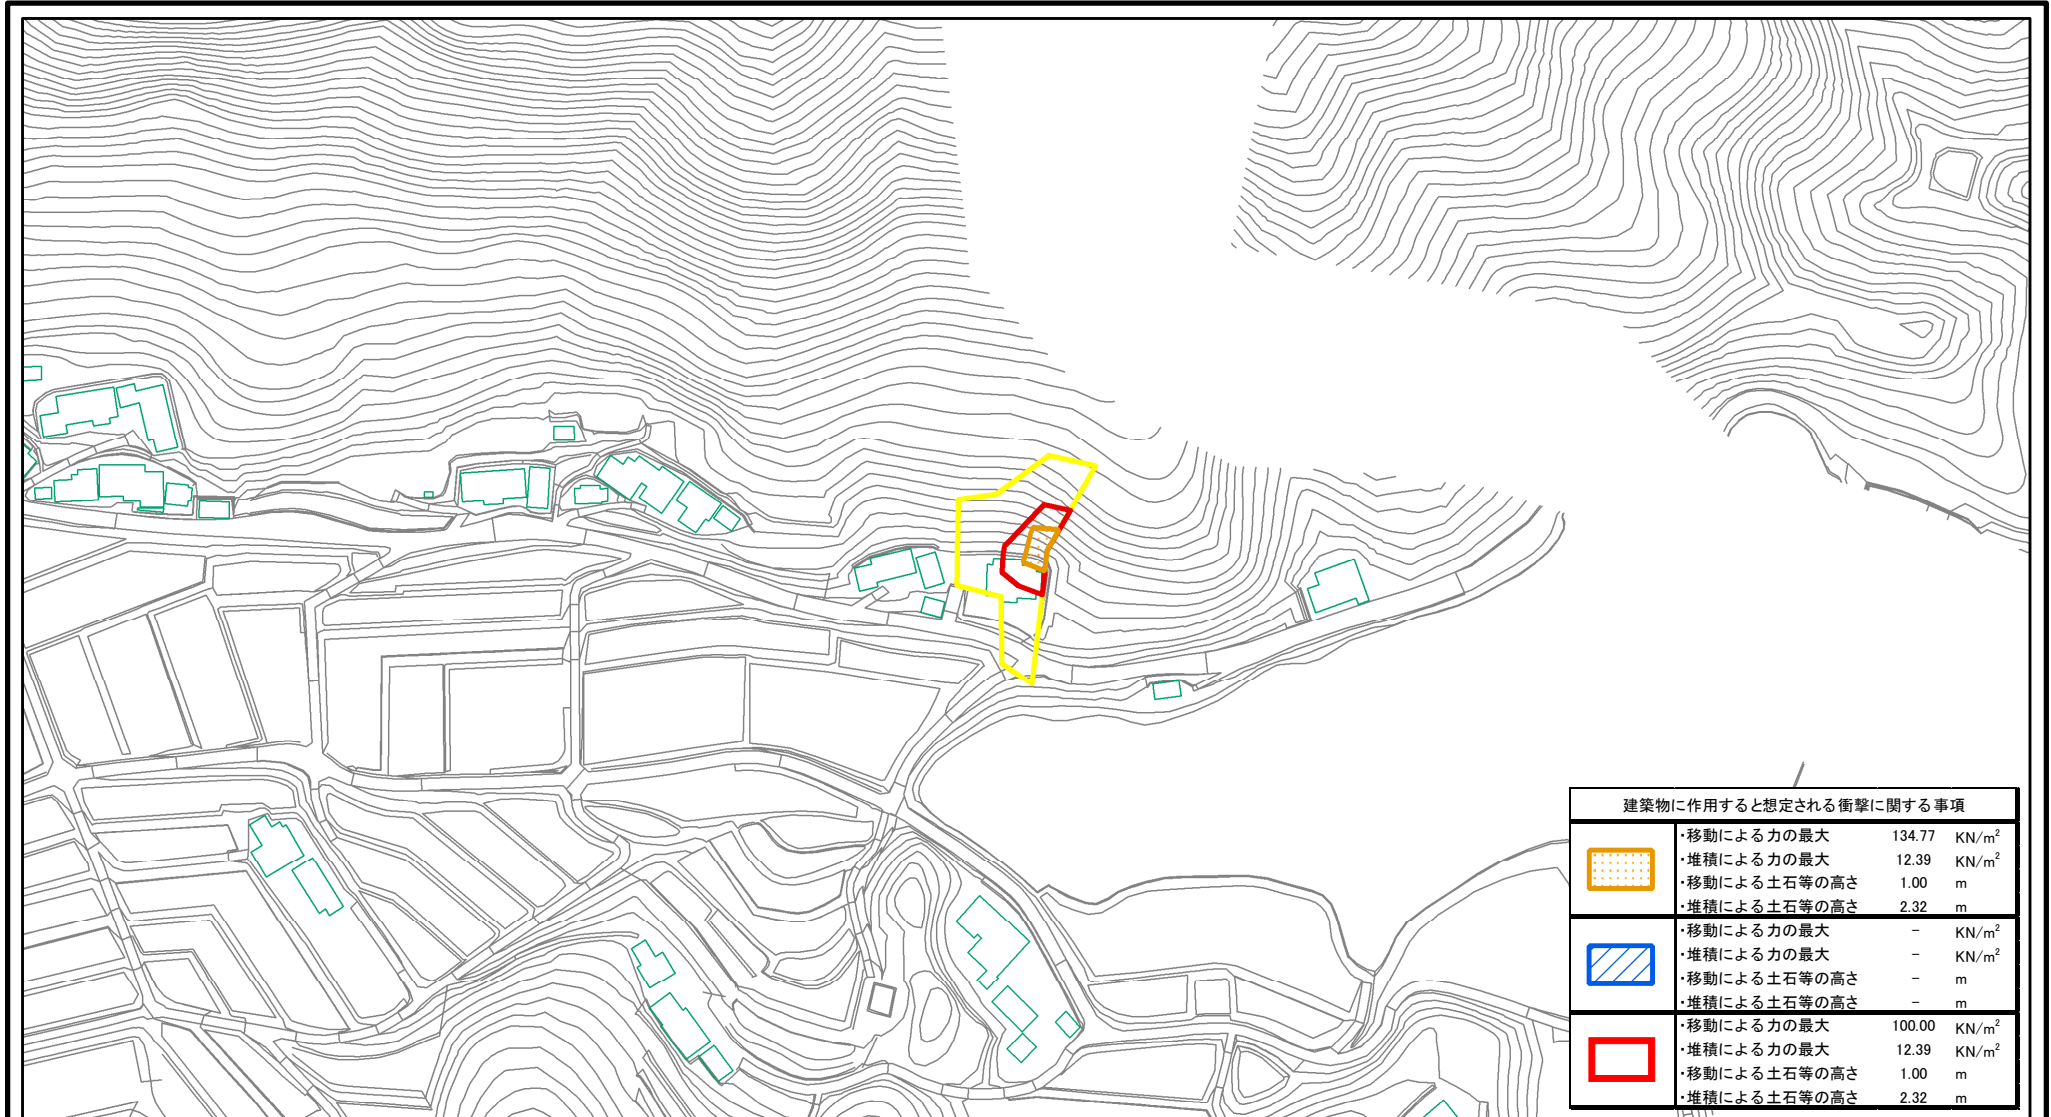 建築物に作用すると想定される衝撃に関する事項
・移動による力の最大 134.77 KN/m²
・堆積による力の最大 12.39 KN/m²
・移動による土石等の高さ 1.00 m
・堆積による土石等の高さ 2.32 m
・移動による力の最大 － KN/m²
・堆積による力の最大 － KN/m²
・移動による土石等の高さ － m
・堆積による土石等の高さ － m
・移動による力の最大 100.00 KN/m²
・堆積による力の最大 12.39 KN/m²
・移動による土石等の高さ 1.00 m
・堆積による土石等の高さ 2.32 m